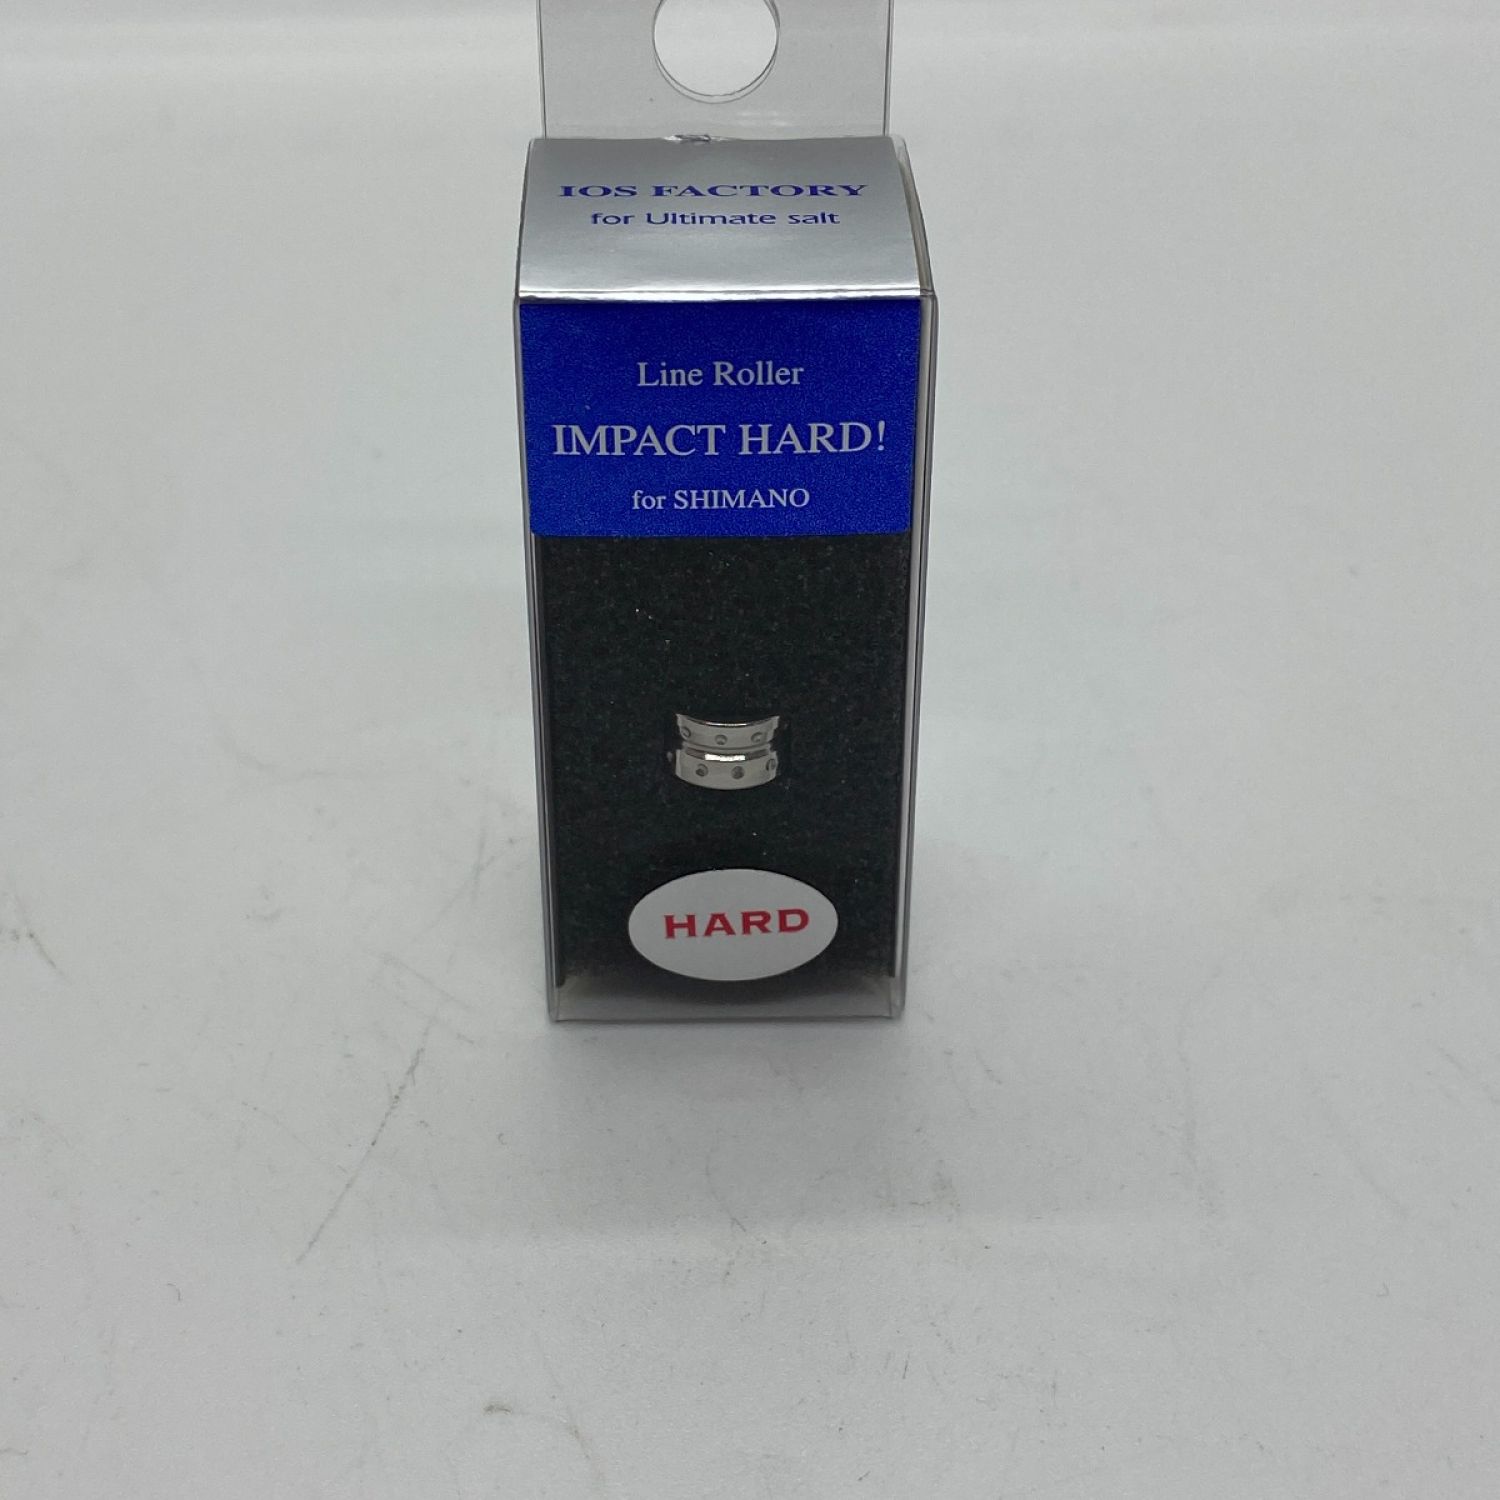 IOS FACTORY
for Ultimate salt
Line Roller
IMPACT HARD!
for SHIMANO
HARD